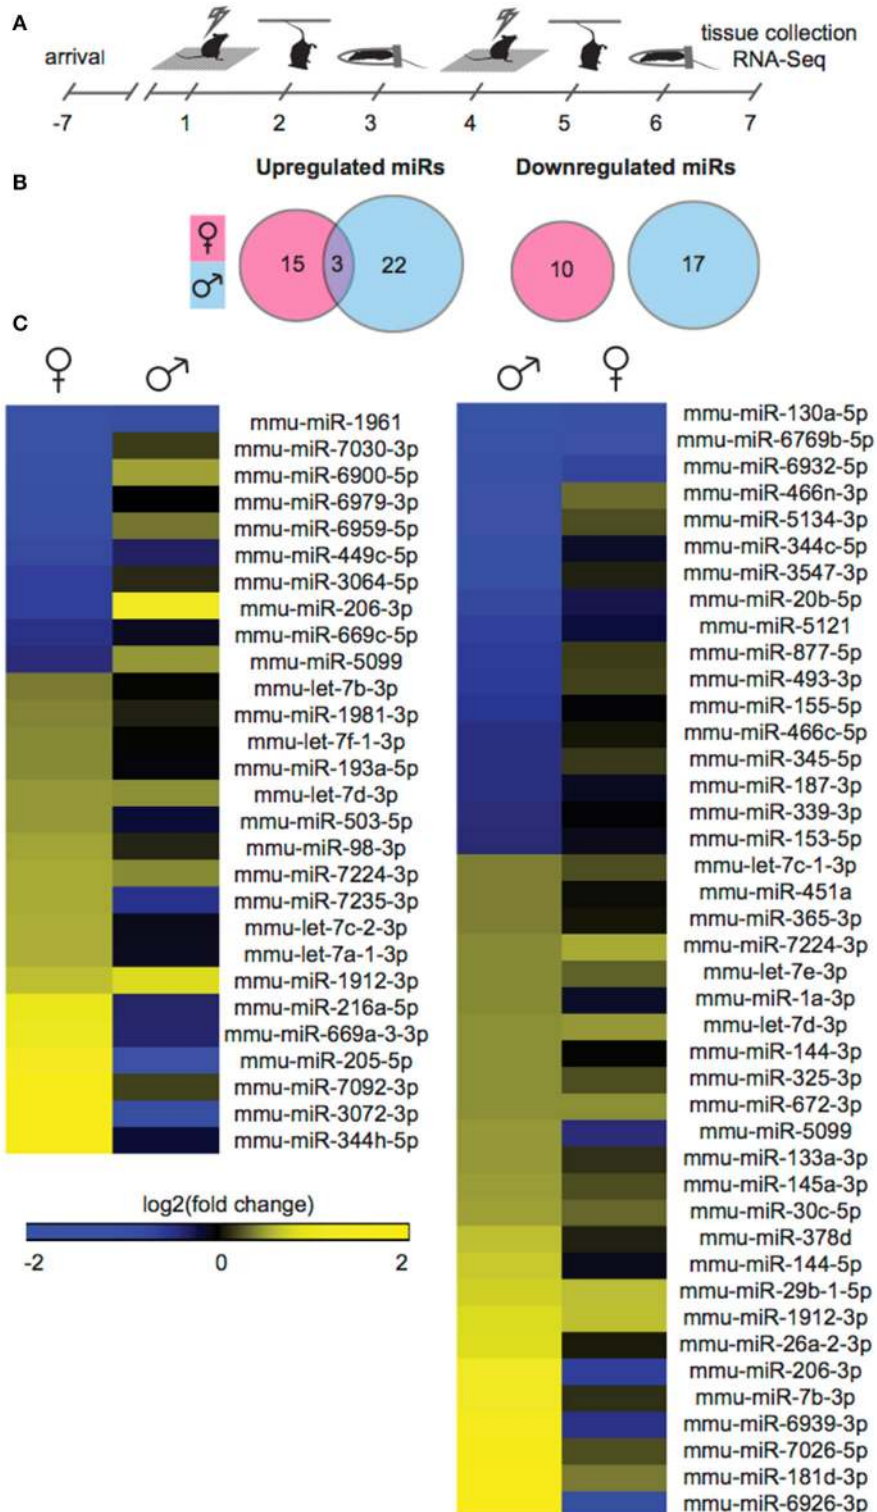 A
arrival
tissue collection
RNA-Seq
-7 1 2 3 4 5 6 7
B
Upregulated miRs Downregulated miRs
♀ 15 3 22 10 17
♂
C
♀ ♂
mmu-miR-1961
mmu-miR-7030-3p
mmu-miR-6900-5p
mmu-miR-6979-3p
mmu-miR-6959-5p
mmu-miR-449c-5p
mmu-miR-3064-5p
mmu-miR-206-3p
mmu-miR-669c-5p
mmu-miR-5099
mmu-let-7b-3p
mmu-miR-1981-3p
mmu-let-7f-1-3p
mmu-miR-193a-5p
mmu-let-7d-3p
mmu-miR-503-5p
mmu-miR-98-3p
mmu-miR-7224-3p
mmu-miR-7235-3p
mmu-let-7c-2-3p
mmu-let-7a-1-3p
mmu-miR-1912-3p
mmu-miR-216a-5p
mmu-miR-669a-3-3p
mmu-miR-205-5p
mmu-miR-7092-3p
mmu-miR-3072-3p
mmu-miR-344h-5p
log2(fold change)
-2 0 2
♂ ♀
mmu-miR-130a-5p
mmu-miR-6769b-5p
mmu-miR-6932-5p
mmu-miR-466n-3p
mmu-miR-5134-3p
mmu-miR-344c-5p
mmu-miR-3547-3p
mmu-miR-20b-5p
mmu-miR-5121
mmu-miR-877-5p
mmu-miR-493-3p
mmu-miR-155-5p
mmu-miR-466c-5p
mmu-miR-345-5p
mmu-miR-187-3p
mmu-miR-339-3p
mmu-miR-153-5p
mmu-let-7c-1-3p
mmu-miR-451a
mmu-miR-365-3p
mmu-miR-7224-3p
mmu-let-7e-3p
mmu-miR-1a-3p
mmu-let-7d-3p
mmu-miR-144-3p
mmu-miR-325-3p
mmu-miR-672-3p
mmu-miR-5099
mmu-miR-133a-3p
mmu-miR-145a-3p
mmu-miR-30c-5p
mmu-miR-378d
mmu-miR-144-5p
mmu-miR-29b-1-5p
mmu-miR-1912-3p
mmu-miR-26a-2-3p
mmu-miR-206-3p
mmu-miR-7b-3p
mmu-miR-6939-3p
mmu-miR-7026-5p
mmu-miR-181d-3p
mmu-miR-6926-3p